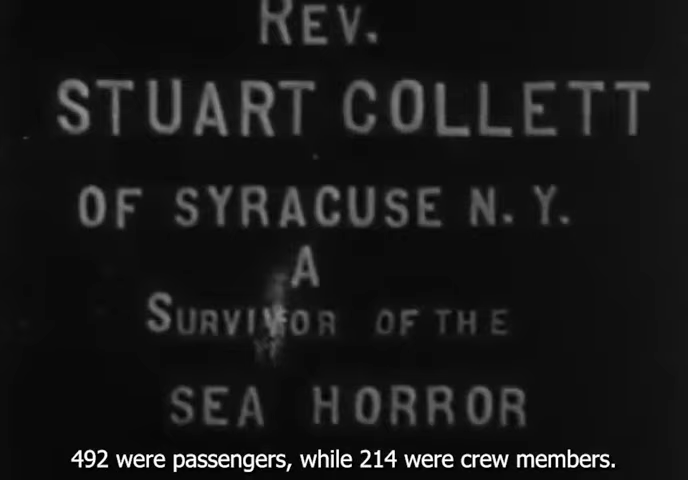 REV.
STUART COLLETT
OF SYRACUSE N. Y.
A
SURVIVOR OF THE
SEA HORROR
492 were passengers, while 214 were crew members.